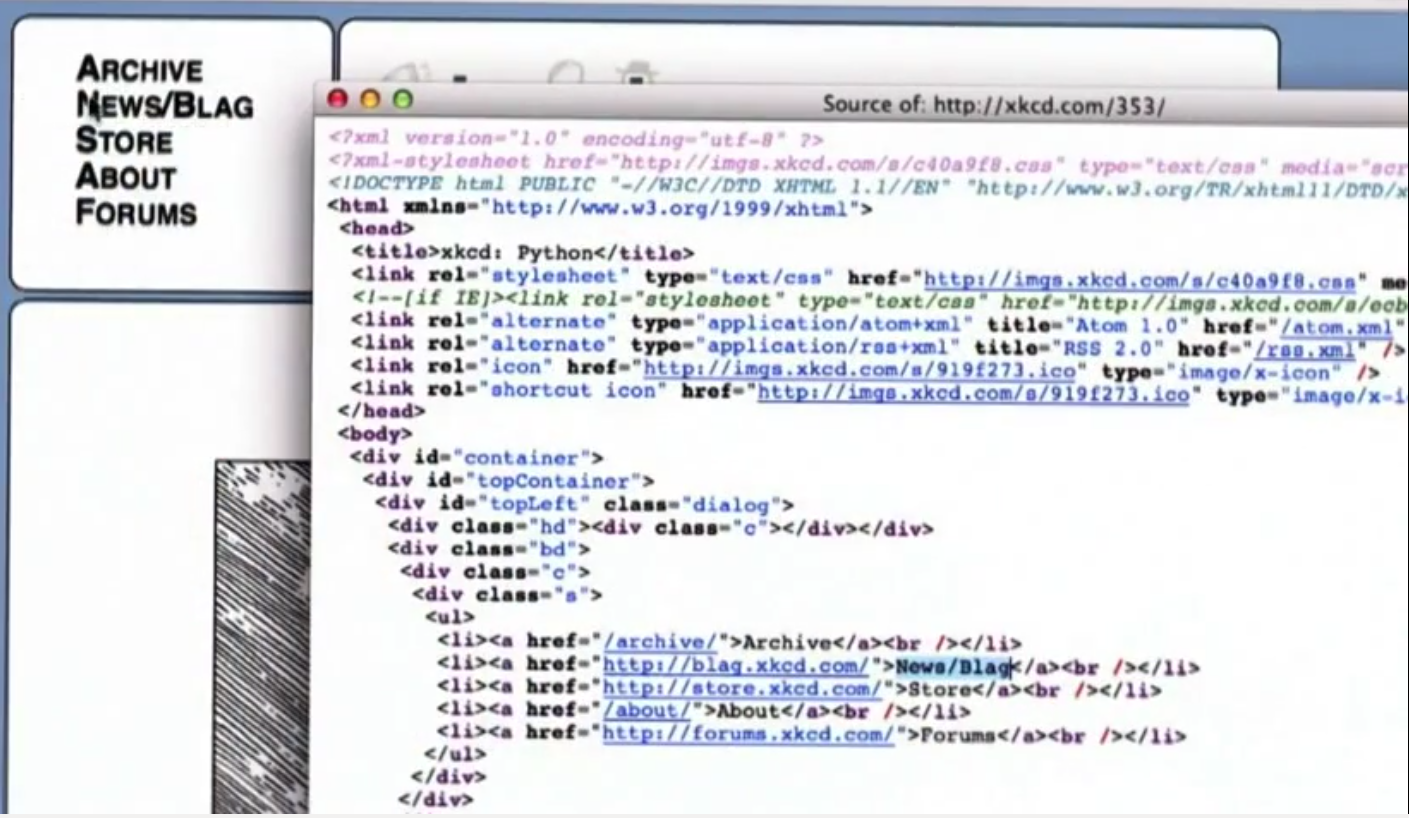 ARCHIVE
NEWS/BLAG
STORE
ABOUT
FORUMS
Source of: http://xkcd.com/353/
<?xml version="1.0" encoding="utf-8" ?>
<?xml-stylesheet href="http://imgs.xkcd.com/s/c40a9f8.css" type="text/css" media="scr
<!DOCTYPE html PUBLIC "-//W3C//DTD XHTML 1.1//EN" "http://www.w3.org/TR/xhtml11/DTD/x
<html xmlns="http://www.w3.org/1999/xhtml">
<head>
<title>xkcd: Python</title>
<link rel="stylesheet" type="text/css" href="http://imgs.xkcd.com/s/c40a9f8.css" me
<!--[if IE]><link rel="stylesheet" type="text/css" href="http://imgs.xkcd.com/s/ecb
<link rel="alternate" type="application/atom+xml" title="Atom 1.0" href="/atom.xml"
<link rel="alternate" type="application/rss+xml" title="RSS 2.0" href="/rss.xml" />
<link rel="icon" href="http://imgs.xkcd.com/s/919f273.ico" type="image/x-icon" />
<link rel="shortcut icon" href="http://imgs.xkcd.com/s/919f273.ico" type="image/x-i
</head>
<body>
<div id="container">
<div id="topContainer">
<div id="topLeft" class="dialog">
<div class="hd"><div class="c"></div></div>
<div class="bd">
<div class="c">
<div class="s">
<ul>
<li><a href="/archive/">Archive</a><br /></li>
<li><a href="http://blag.xkcd.com/">News/Blag</a><br /></li>
<li><a href="http://store.xkcd.com/">Store</a><br /></li>
<li><a href="/about/">About</a><br /></li>
<li><a href="http://forums.xkcd.com/">Forums</a><br /></li>
</ul>
</div>
</div>